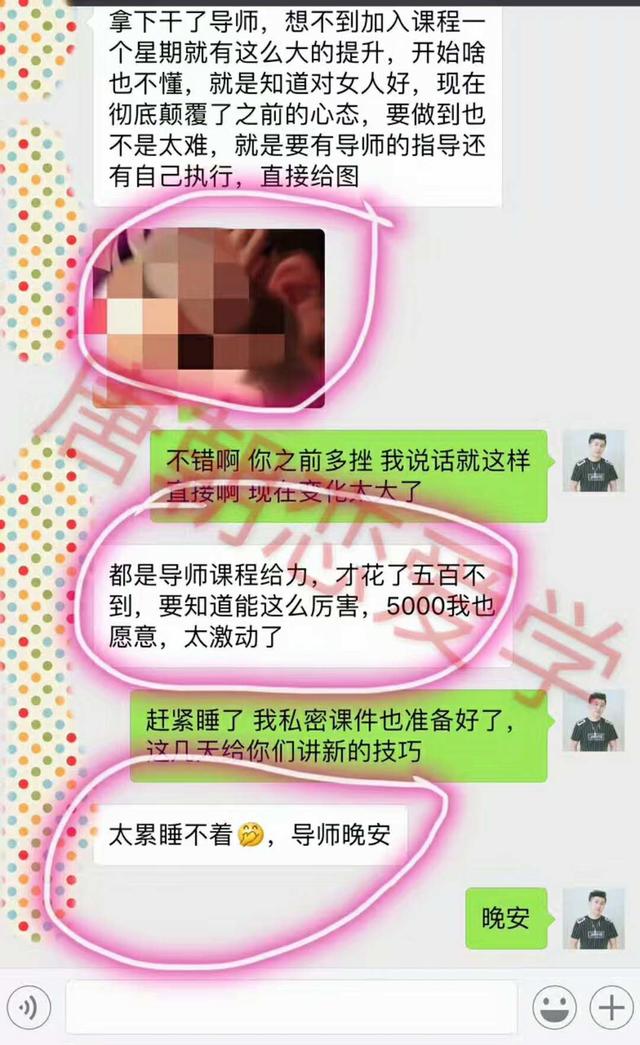 拿下干了导师，想不到加入课程一
个星期就有这么大的提升，开始啥
也不懂，就是知道对女人好，现在
彻底颠覆了之前的心态，要做到也
不是太难，就是要有导师的指导还
有自己执行，直接给图
不错啊 你之前多挫 我说话就这样
直接啊 现在变化太大了
都是导师课程给力，才花了五百不
到，要知道能这么厉害，5000我也
愿意，太激动了
赶紧睡了 我私密课件也准备好了，
这几天给你们讲新的技巧
太累睡不着🤭，导师晚安
晚安
唐朝恋爱学